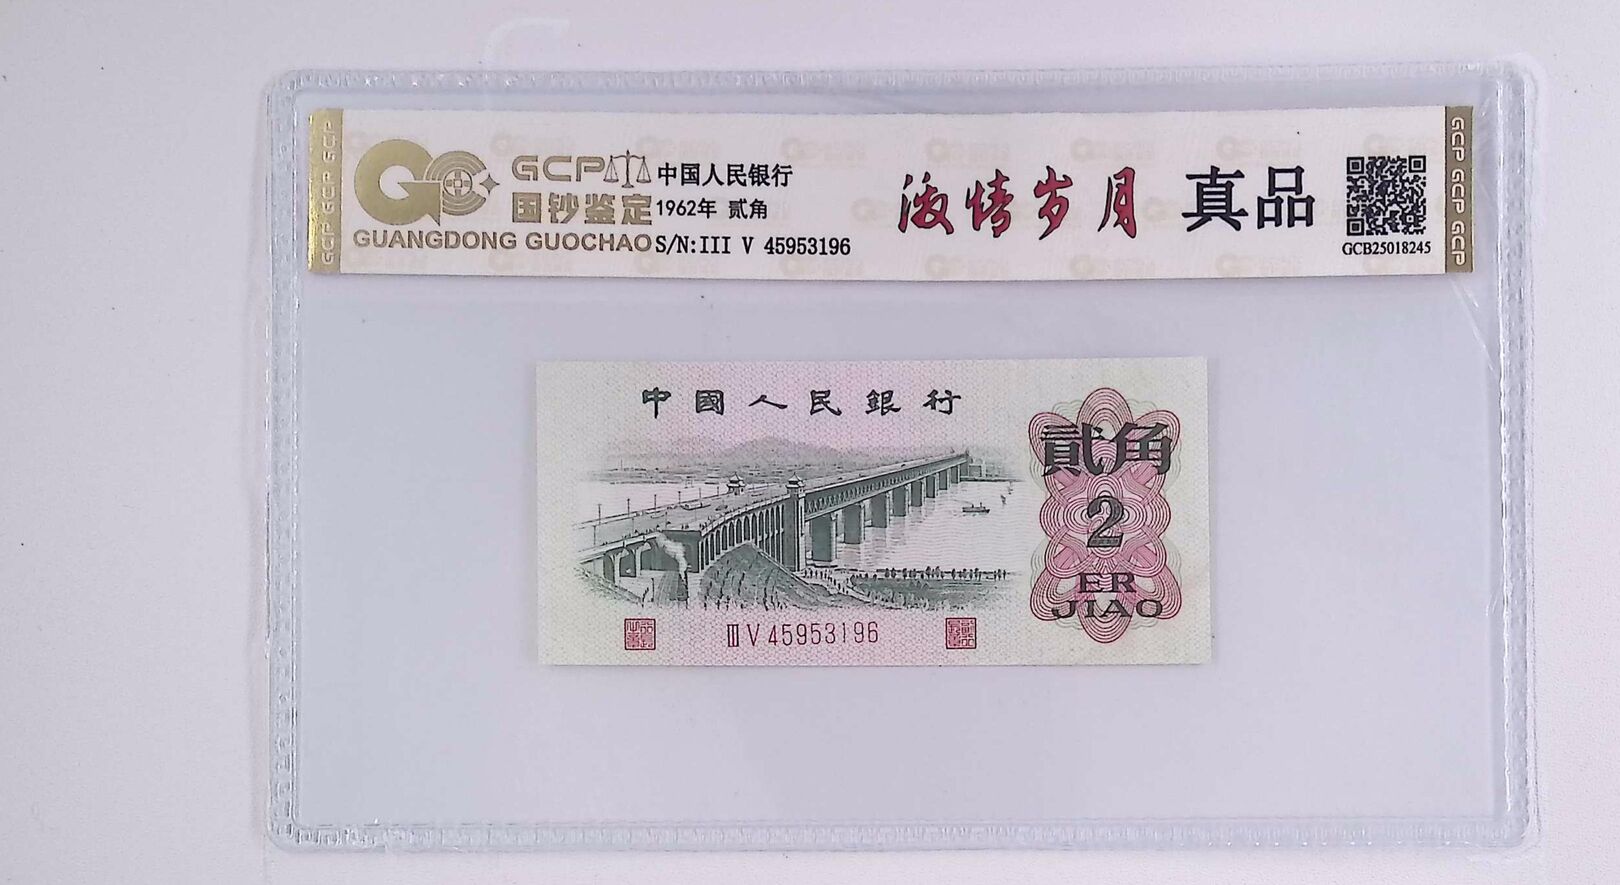 GCP
国钞鉴定
GUANGDONG GUOCHAO
中国人民银行
1962年 贰角
S/N:III V 45953196
激情岁月 真品
GCB25018245
GCP GCP GCP
GCP GCP GCP
中國人民銀行
貳角
2
ER
JIAO
III V 45953196